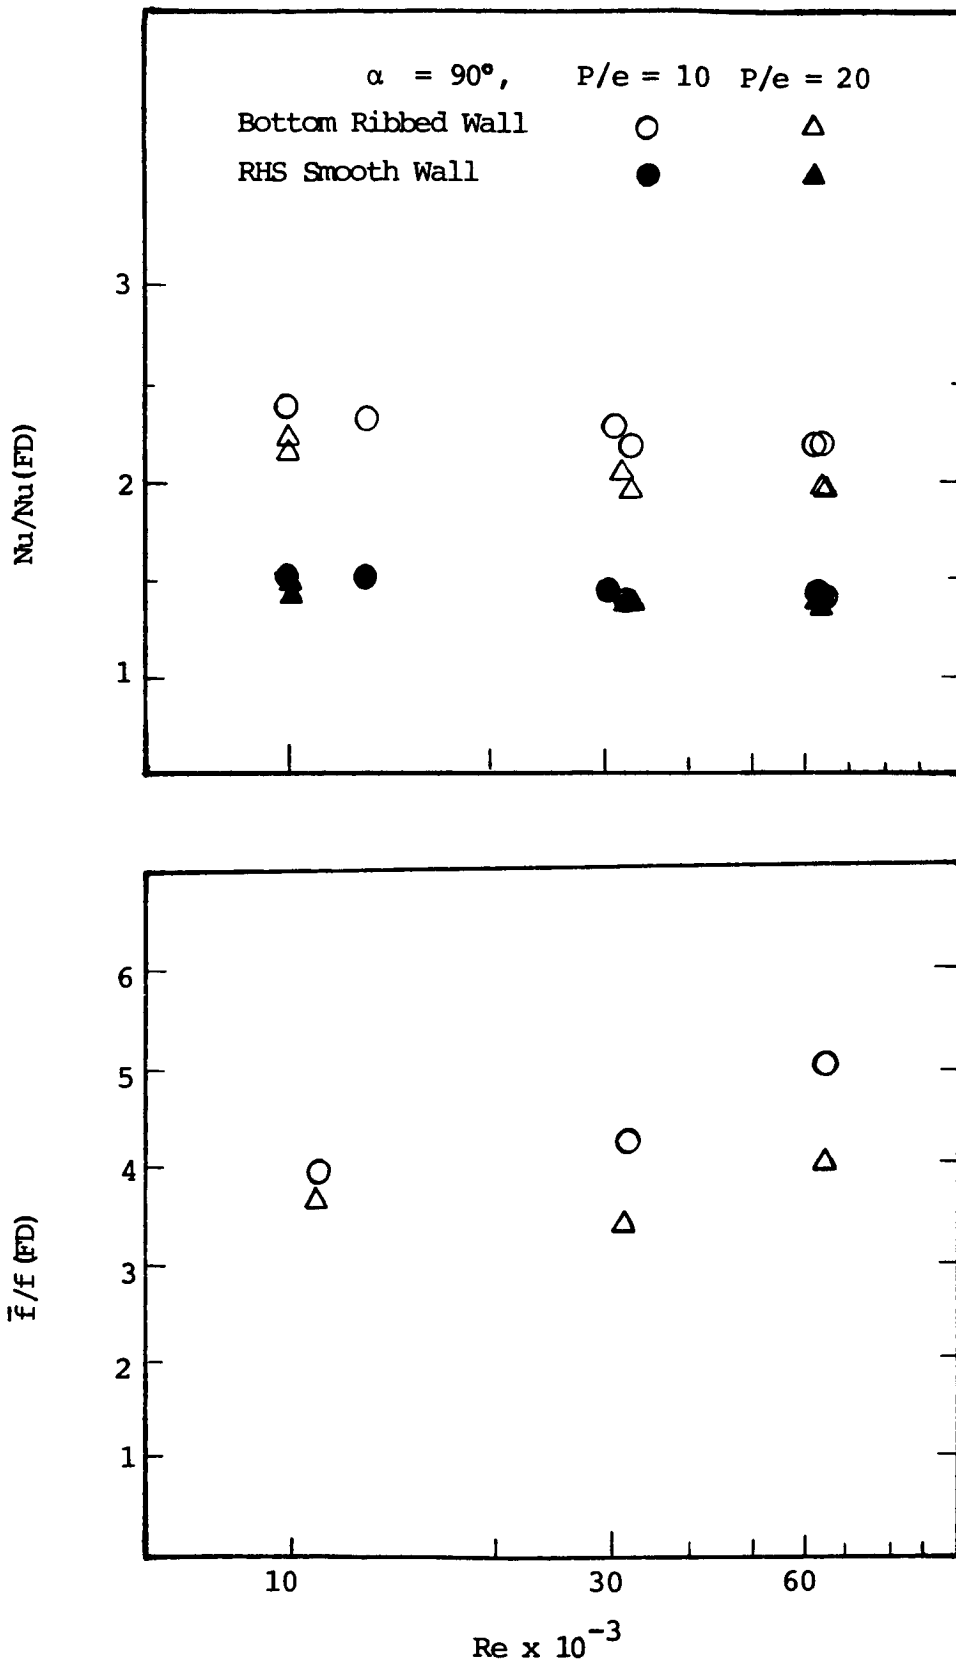 α = 90°, P/e = 10 P/e = 20
Bottom Ribbed Wall
RHS Smooth Wall
3
2
1
Nu/Nu(FD)
6
5
4
3
2
1
f̄/f(FD)
10 30 60
Re x 10⁻³